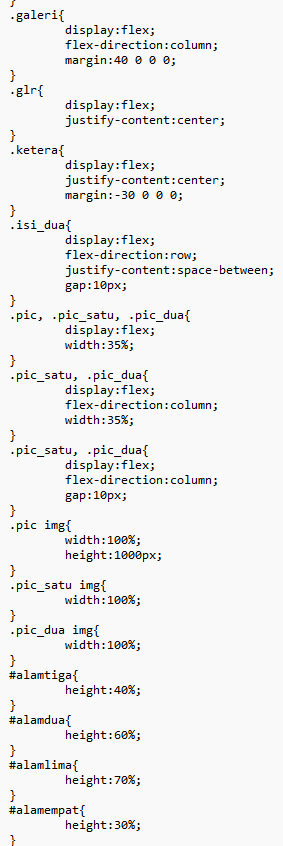 }
.galeri{
display:flex;
flex-direction:column;
margin:40 0 0 0;
}
.glr{
display:flex;
justify-content:center;
}
.ketera{
display:flex;
justify-content:center;
margin:-30 0 0 0;
}
.isi_dua{
display:flex;
flex-direction:row;
justify-content:space-between;
gap:10px;
}
.pic, .pic_satu, .pic_dua{
display:flex;
width:35%;
}
.pic_satu, .pic_dua{
display:flex;
flex-direction:column;
width:35%;
}
.pic_satu, .pic_dua{
display:flex;
flex-direction:column;
gap:10px;
}
.pic img{
width:100%;
height:1000px;
}
.pic_satu img{
width:100%;
}
.pic_dua img{
width:100%;
}
#alamtiga{
height:40%;
}
#alamdua{
height:60%;
}
#alamlima{
height:70%;
}
#alamempat{
height:30%;
}